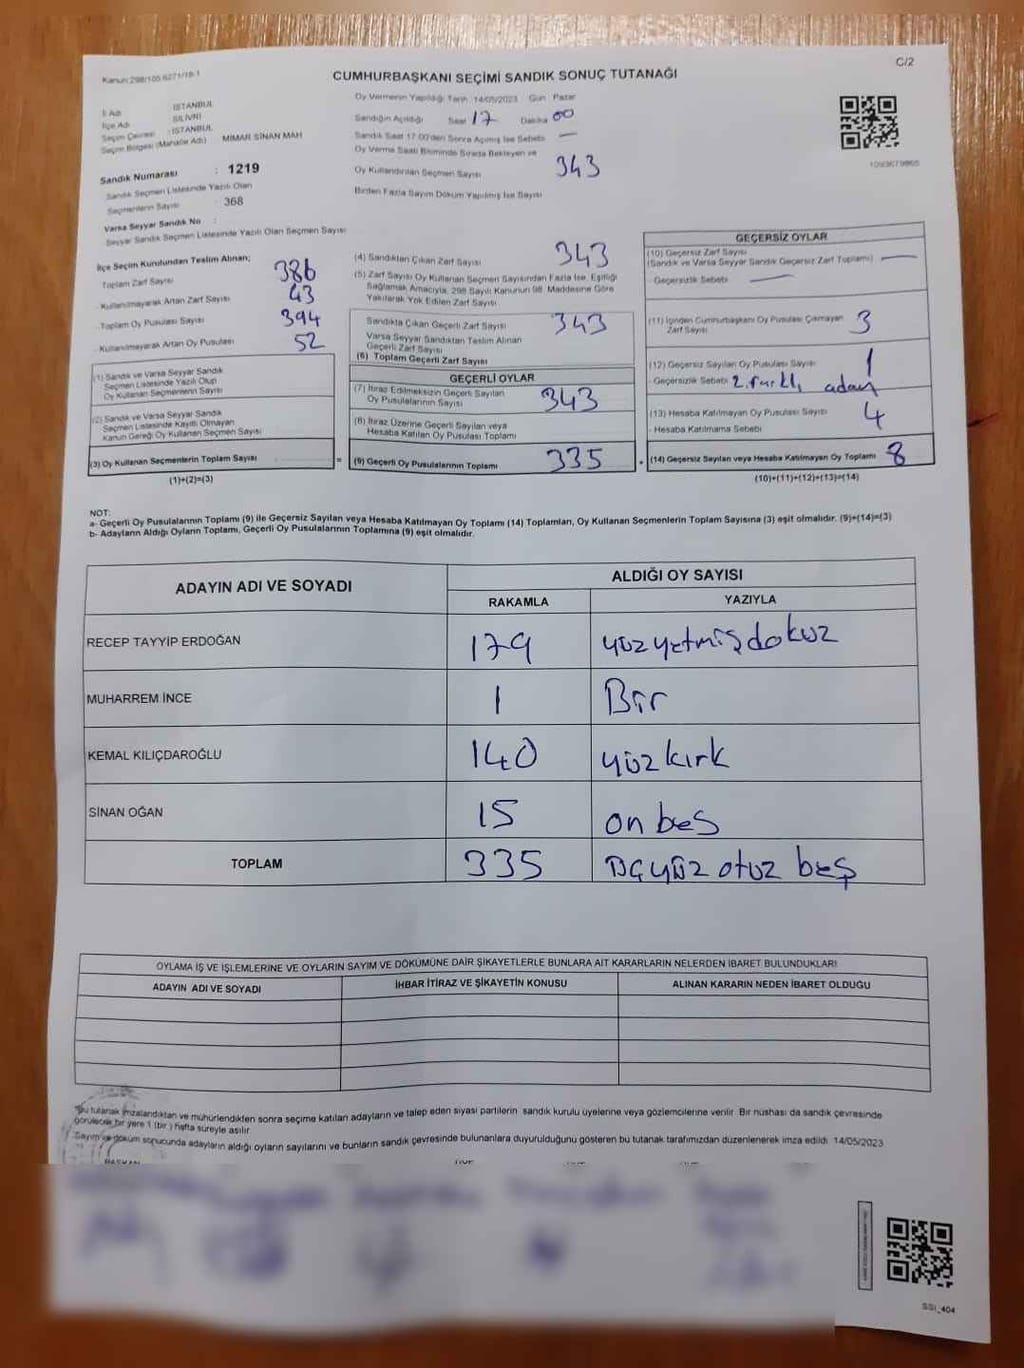 Kanun:298/105 6271/18-1
C/2
CUMHURBAŞKANI SEÇİMİ SANDIK SONUÇ TUTANAĞI
İl Adı : İSTANBUL
İlçe Adı : SİLİVRİ
Seçim Çevresi : İSTANBUL
Seçim Bölgesi (Mahalle Adı) MİMAR SİNAN MAH
Sandık Numarası : 1219
Sandık Seçmen Listesinde Yazılı Olan
Seçmenlerin Sayısı : 368
Varsa Seyyar Sandık No :
Seyyar Sandık Seçmen Listesinde Yazılı Olan Seçmen Sayısı
Oy Vermenin Yapıldığı Tarih 14/05/2023 Gün Pazar
Sandığın Açıldığı Saat 17 Dakika 00
Sandık Saat 17:00'den Sonra Açılmış İse Sebebi —
Oy Verme Saati Bitiminde Sırada Bekleyen ve
Oy Kullandırılan Seçmen Sayısı 343
Birden Fazla Sayım Döküm Yapılmış İse Sayısı
1093679865
İlçe Seçim Kurulundan Teslim Alınan;
Toplam Zarf Sayısı 386
Kullanılmayarak Artan Zarf Sayısı 43
Toplam Oy Pusulası Sayısı 394
Kullanılmayarak Artan Oy Pusulası 52
(1) Sandık ve Varsa Seyyar Sandık
Seçmen Listesinde Yazılı Olup
Oy Kullanan Seçmenlerin Sayısı
(2) Sandık ve Varsa Seyyar Sandık
Seçmen Listesinde Kayıtlı Olmayan
Kanun Gereği Oy Kullanan Seçmen Sayısı
(3) Oy Kullanan Seçmenlerin Toplam Sayısı =
(1)+(2)=(3)
(4) Sandıktan Çıkan Zarf Sayısı 343
(5) Zarf Sayısı Oy Kullanan Seçmen Sayısından Fazla İse, Eşitliği
Sağlamak Amacıyla, 298 Sayılı Kanunun 98. Maddesine Göre
Yakılarak Yok Edilen Zarf Sayısı
Sandıkta Çıkan Geçerli Zarf Sayısı 343
Varsa Seyyar Sandıktan Teslim Alınan
Geçerli Zarf Sayısı
(6) Toplam Geçerli Zarf Sayısı
GEÇERLİ OYLAR
(7) İtiraz Edilmeksizin Geçerli Sayılan
Oy Pusulalarının Sayısı 343
(8) İtiraz Üzerine Geçerli Sayılan veya
Hesaba Katılan Oy Pusulası Toplamı
(9) Geçerli Oy Pusulalarının Toplamı 335 +
GEÇERSİZ OYLAR
(10) Geçersiz Zarf Sayısı
(Sandık ve Varsa Seyyar Sandık Geçersiz Zarf Toplamı) —
Geçersizlik Sebebi —
(11) İçinden Cumhurbaşkanı Oy Pusulası Çıkmayan
Zarf Sayısı 3
(12) Geçersiz Sayılan Oy Pusulası Sayısı 1
Geçersizlik Sebebi 2. farklı aday
(13) Hesaba Katılmayan Oy Pusulası Sayısı 4
Hesaba Katılmama Sebebi
(14) Geçersiz Sayılan veya Hesaba Katılmayan Oy Toplamı 8
(10)+(11)+(12)+(13)=(14)
NOT:
a- Geçerli Oy Pusulalarının Toplamı (9) ile Geçersiz Sayılan veya Hesaba Katılmayan Oy Toplamı (14) Toplamları, Oy Kullanan Seçmenlerin Toplam Sayısına (3) eşit olmalıdır. (9)+(14)=(3)
b- Adayların Aldığı Oyların Toplamı, Geçerli Oy Pusulalarının Toplamına (9) eşit olmalıdır.
ADAYIN ADI VE SOYADI
ALDIĞI OY SAYISI
RAKAMLA YAZIYLA
RECEP TAYYİP ERDOĞAN 179 yüz yetmiş dokuz
MUHARREM İNCE 1 Bir
KEMAL KILIÇDAROĞLU 140 yüz kırk
SİNAN OĞAN 15 on beş
TOPLAM 335 üç yüz otuz beş
OYLAMA İŞ VE İŞLEMLERİNE VE OYLARIN SAYIM VE DÖKÜMÜNE DAİR ŞİKAYETLERLE BUNLARA AİT KARARLARIN NELERDEN İBARET BULUNDUKLARI
ADAYIN ADI VE SOYADI İHBAR İTİRAZ VE ŞİKAYETİN KONUSU ALINAN KARARIN NEDEN İBARET OLDUĞU
Bu tutanak imzalandıktan ve mühürlendikten sonra seçime katılan adayların ve talep eden siyasi partilerin sandık kurulu üyelerine veya gözlemcilerine verilir. Bir nüshası da sandık çevresinde
görülecek bir yere 1 (bir ) hafta süreyle asılır.
Sayım ve döküm sonucunda adayların aldığı oyların sayılarını ve bunların sandık çevresinde bulunanlara duyurulduğunu gösteren bu tutanak tarafımızdan düzenlenerek imza edildi. 14/05/2023
SSI_404